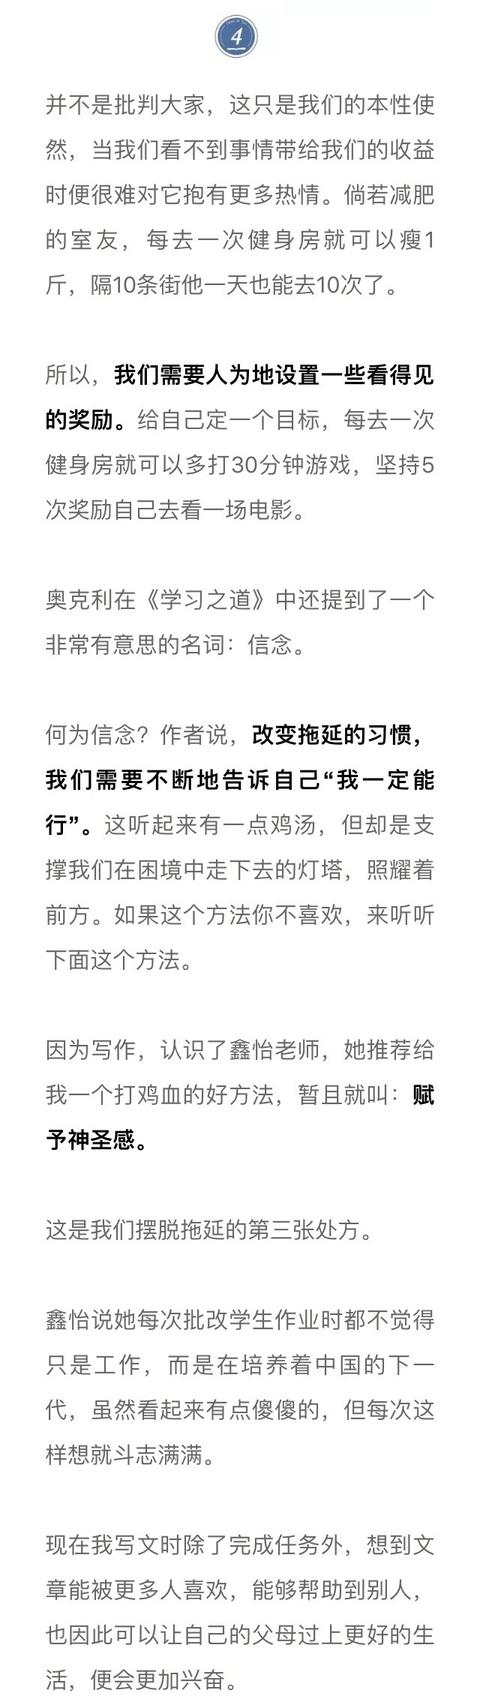 4
并不是批判大家，这只是我们的本性使
然，当我们看不到事情带给我们的收益
时便很难对它抱有更多热情。倘若减肥
的室友，每去一次健身房就可以瘦1
斤，隔10条街他一天也能去10次了。
所以，我们需要人为地设置一些看得见
的奖励。给自己定一个目标，每去一次
健身房就可以多打30分钟游戏，坚持5
次奖励自己去看一场电影。
奥克利在《学习之道》中还提到了一个
非常有意思的名词：信念。
何为信念？作者说，改变拖延的习惯，
我们需要不断地告诉自己“我一定能
行”。这听起来有一点鸡汤，但却是支
撑我们在困境中走下去的灯塔，照耀着
前方。如果这个方法你不喜欢，来听听
下面这个方法。
因为写作，认识了鑫怡老师，她推荐给
我一个打鸡血的好方法，暂且就叫：赋
予神圣感。
这是我们摆脱拖延的第三张处方。
鑫怡说她每次批改学生作业时都不觉得
只是工作，而是在培养着中国的下一
代，虽然看起来有点傻傻的，但每次这
样想就斗志满满。
现在我写文时除了完成任务外，想到文
章能被更多人喜欢，能够帮助到别人，
也因此可以让自己的父母过上更好的生
活，便会更加兴奋。